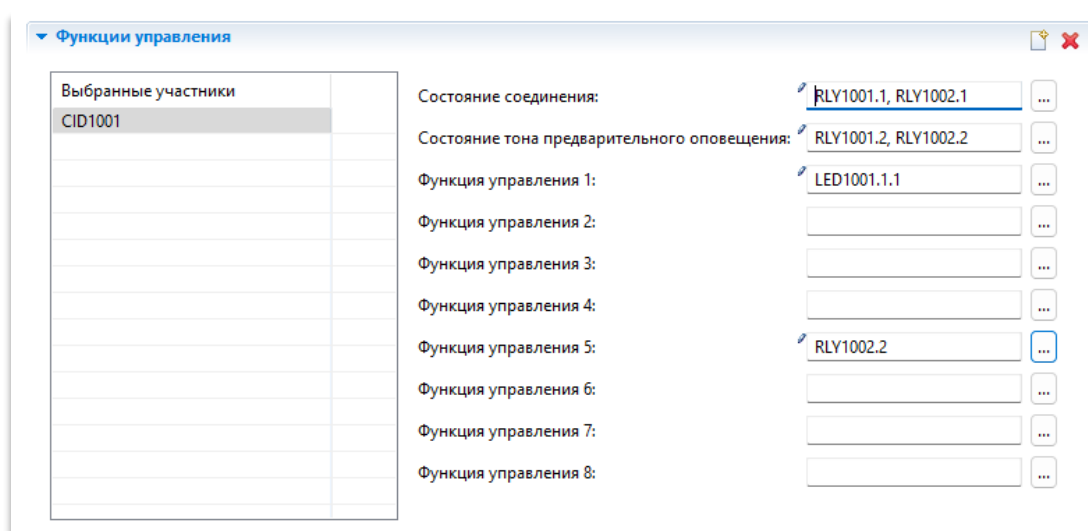 Функции управления
Выбранные участники
CID1001
Состояние соединения: RLY1001.1, RLY1002.1 ...
Состояние тона предварительного оповещения: RLY1001.2, RLY1002.2 ...
Функция управления 1: LED1001.1.1 ...
Функция управления 2: ...
Функция управления 3: ...
Функция управления 4: ...
Функция управления 5: RLY1002.2 ...
Функция управления 6: ...
Функция управления 7: ...
Функция управления 8: ...